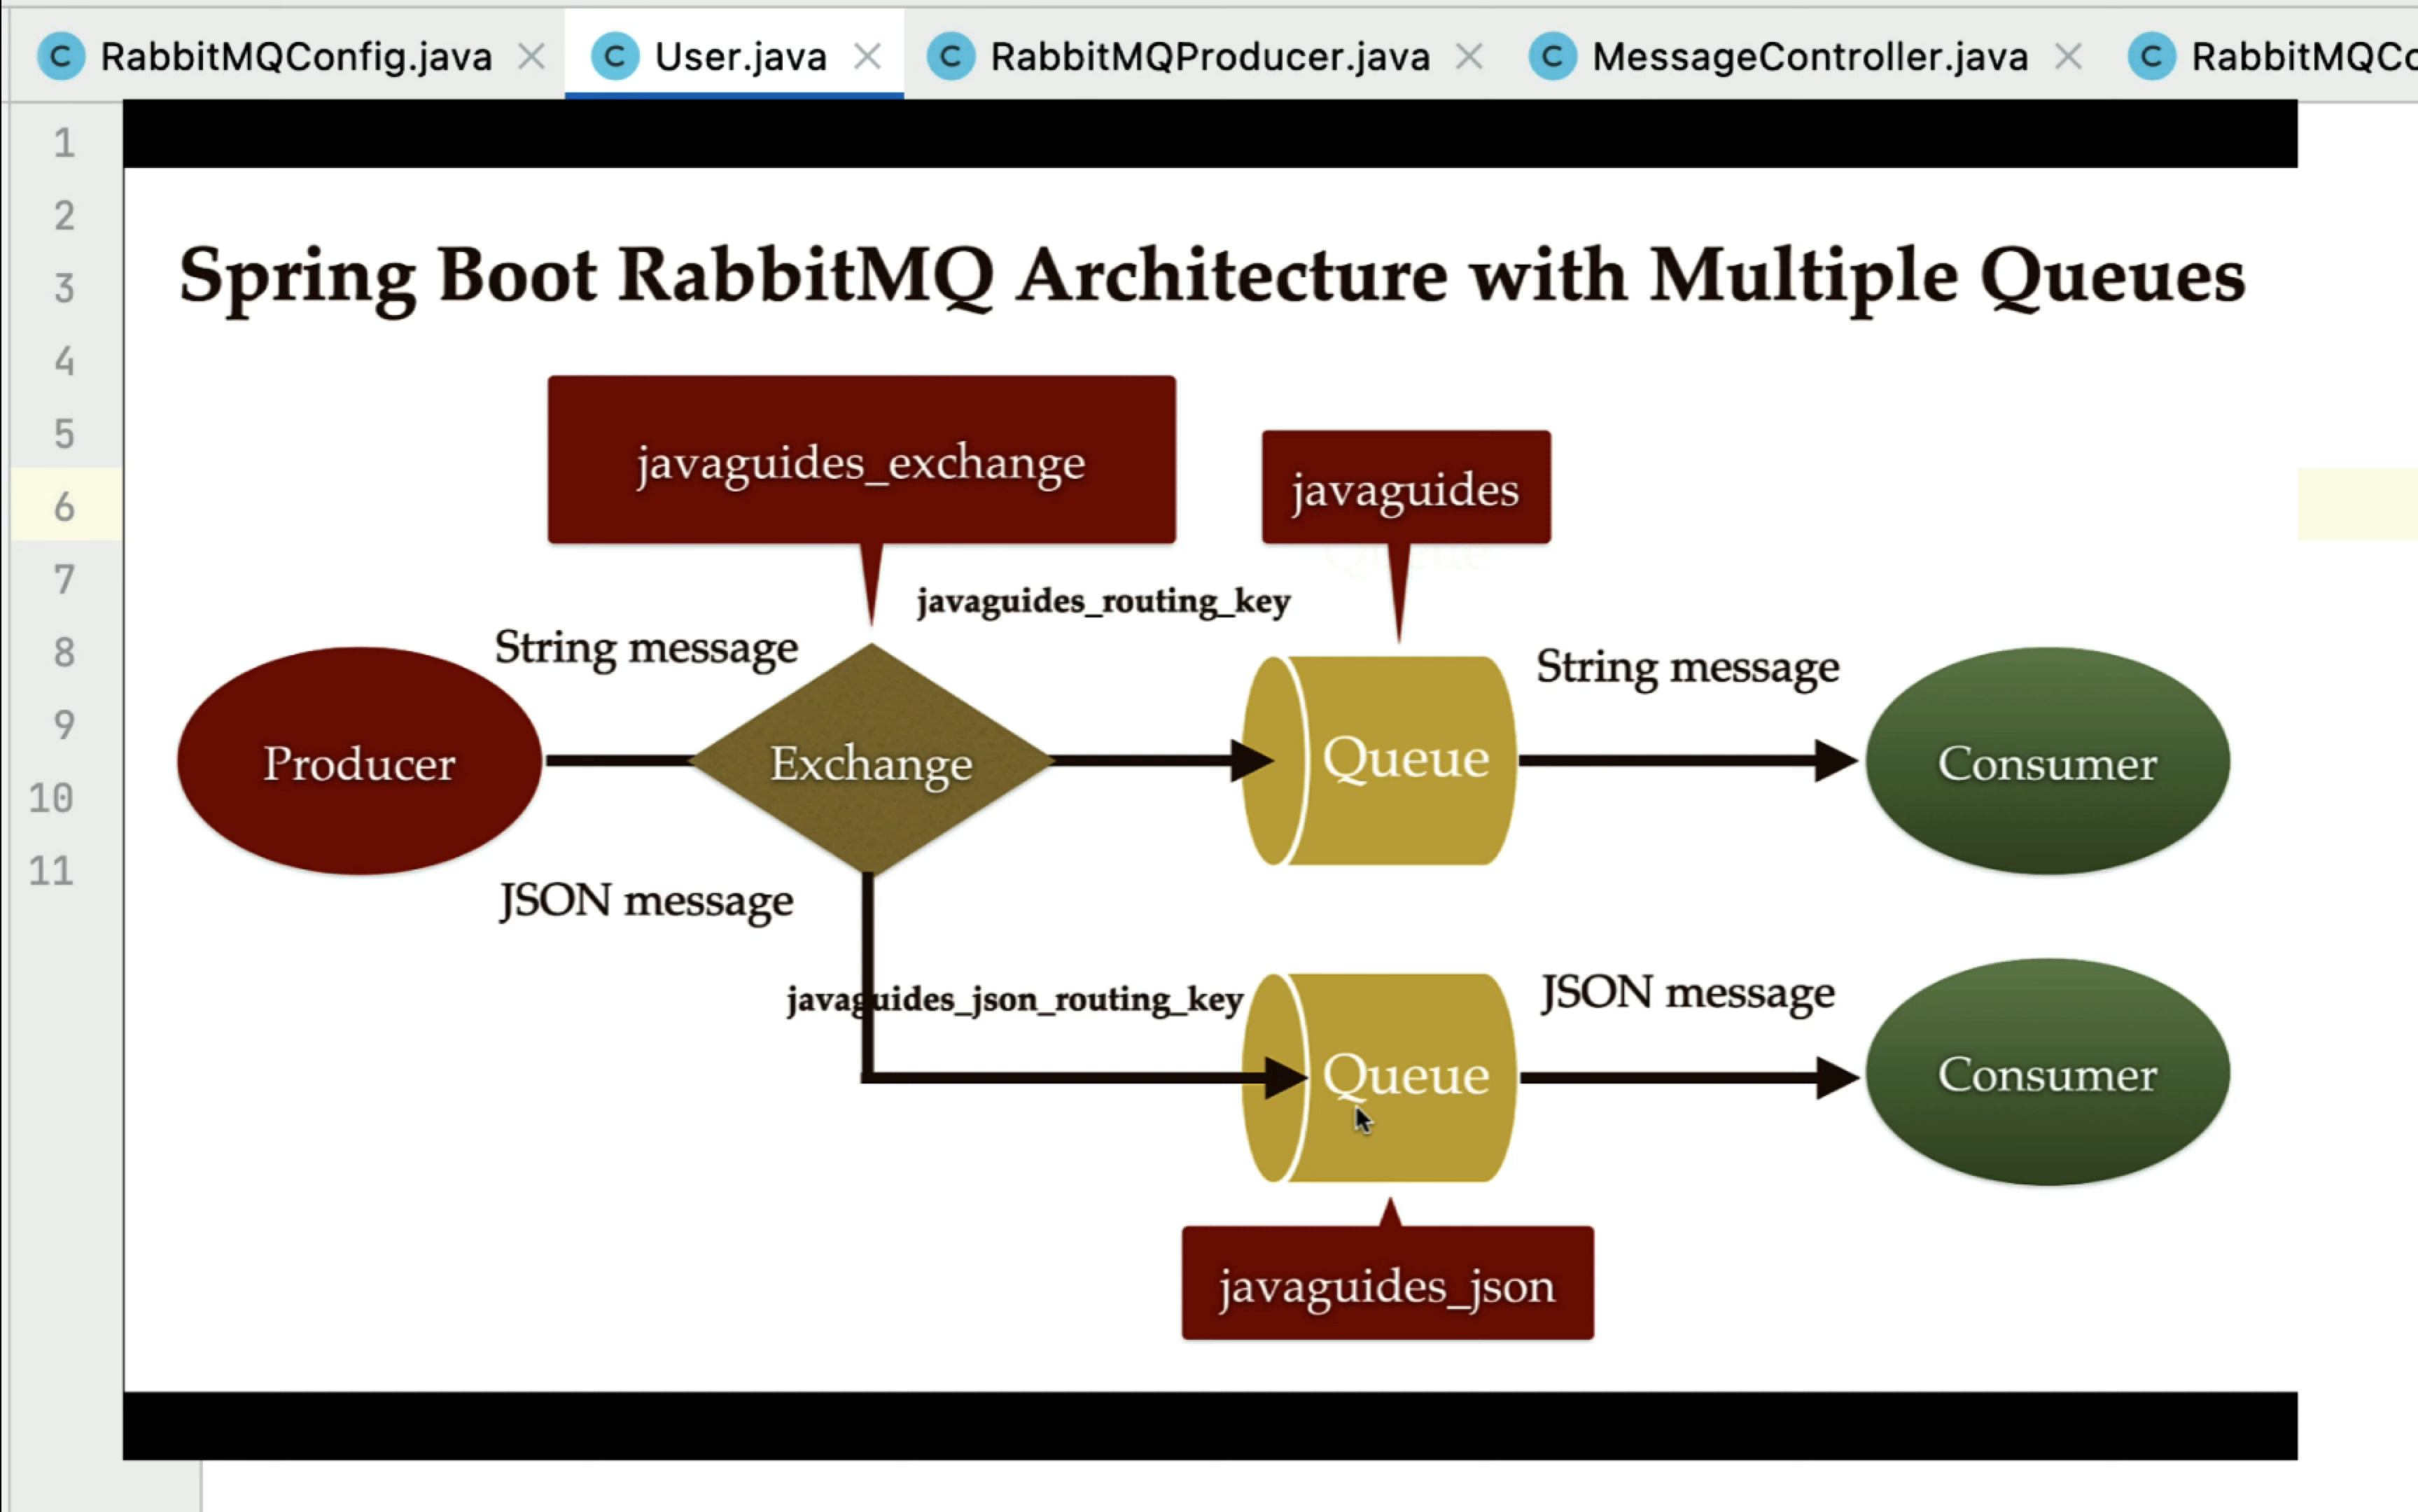 RabbitMQConfig.java
User.java
RabbitMQProducer.java
MessageController.java
RabbitMQCo
1
2
3
4
5
6
7
8
9
10
11
Spring Boot RabbitMQ Architecture with Multiple Queues
javaguides_exchange
javaguides
Queue
javaguides_routing_key
String message
String message
Producer
Exchange
Queue
Consumer
JSON message
javaguides_json_routing_key
JSON message
Queue
Consumer
javaguides_json